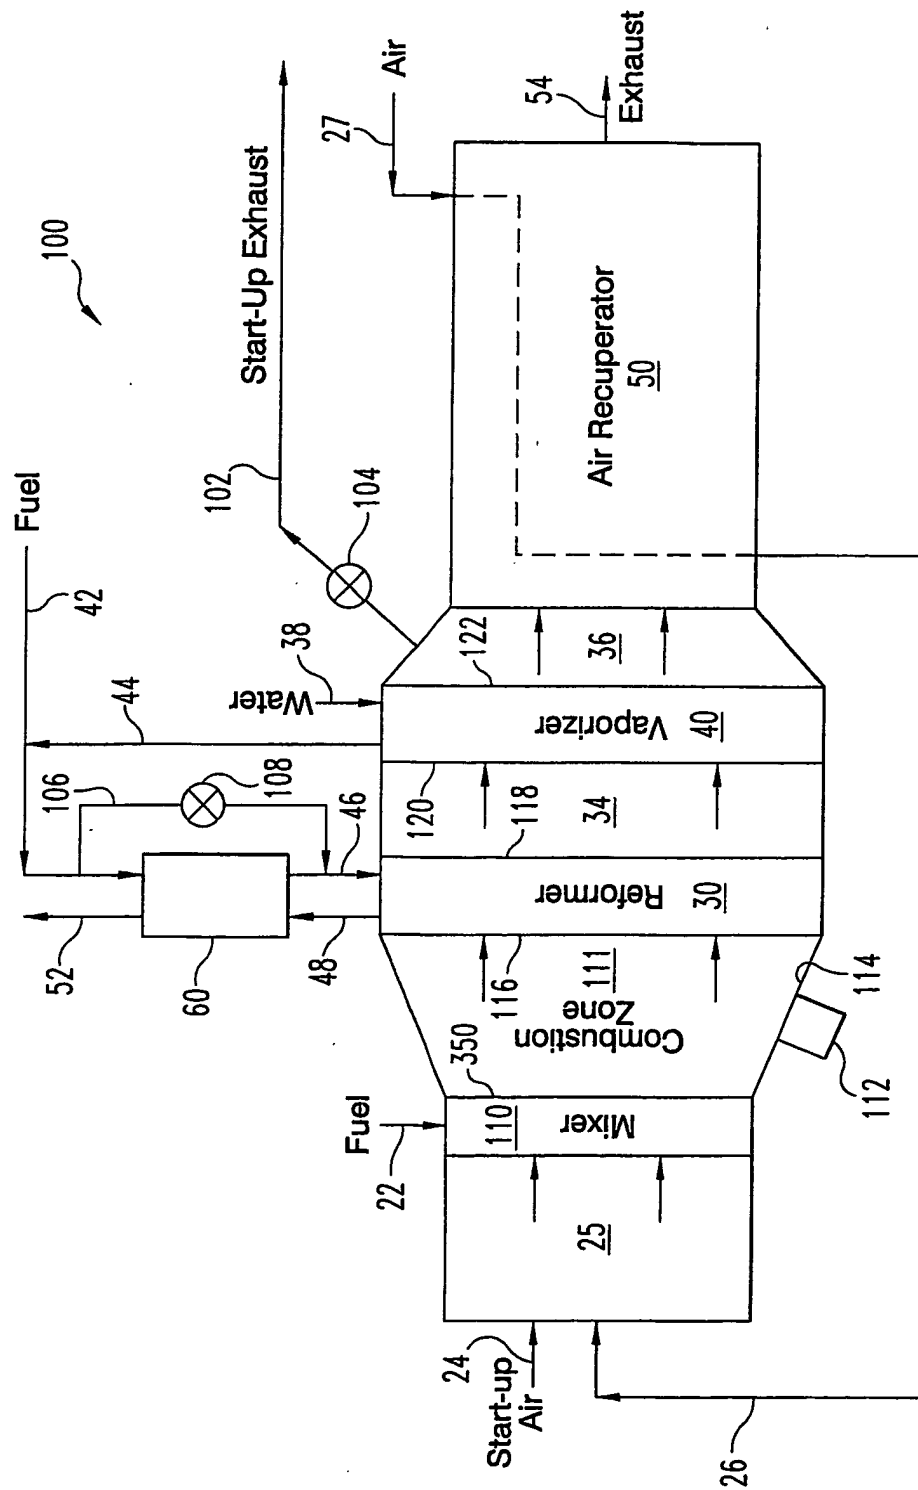 100
Fuel
42
Start-Up Exhaust
102
104
27
Air
54
Exhaust
52
60
48
106
108
46
44
Water
38
Fuel
22
Mixer
110
350
Combustion
Zone
111
116
Reformer
30
118
34
120
Vaporizer
40
122
36
Air Recuperator
50
25
24
Start-up
Air
26
112
114